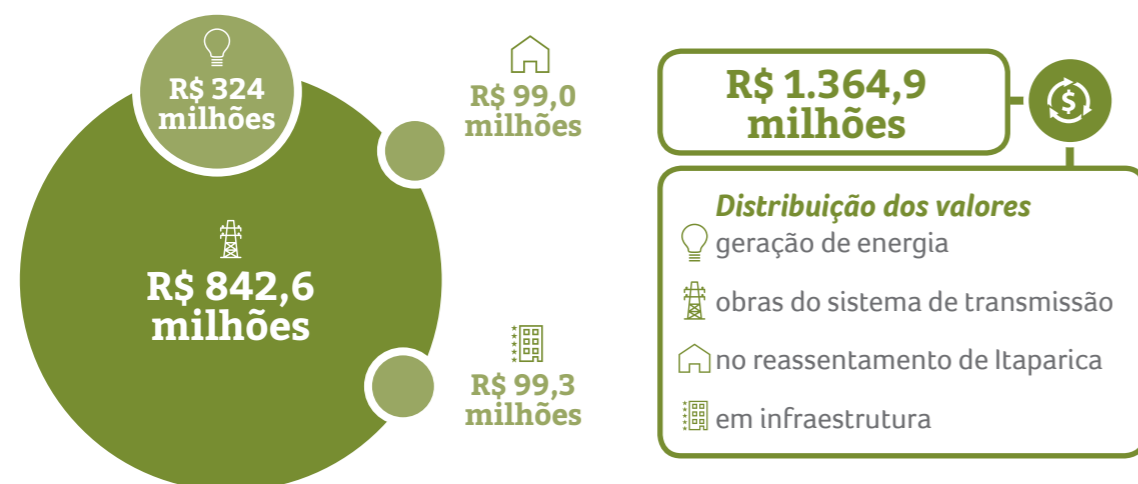 R$ 324
milhões
R$ 99,0
milhões
R$ 842,6
milhões
R$ 99,3
milhões
R$ 1.364,9
milhões
$
Distribuição dos valores
geração de energia
obras do sistema de transmissão
no reassentamento de Itaparica
em infraestrutura